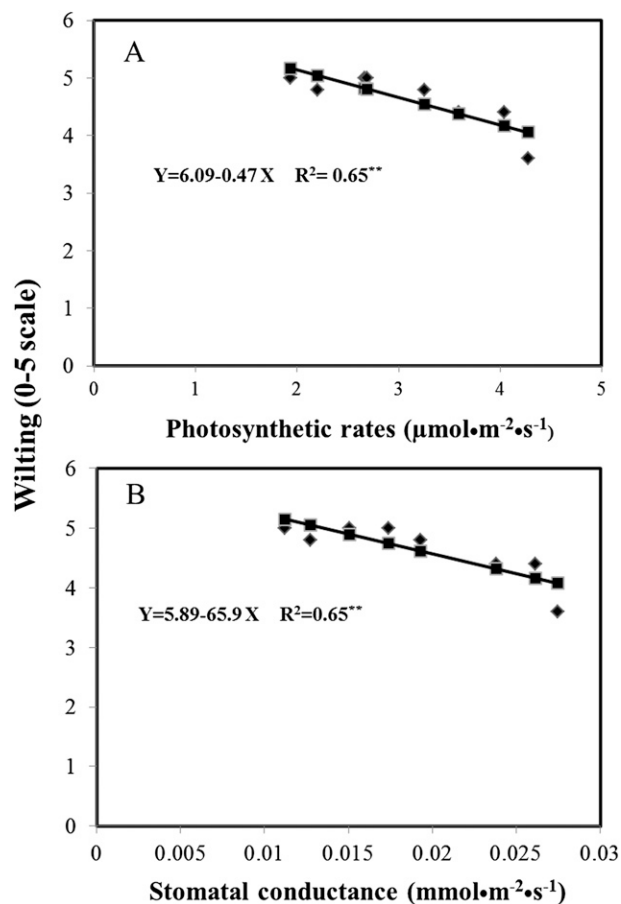 Wilting (0-5 scale)
A
6
5
4
3
2
1
0
Y=6.09-0.47 X R²= 0.65**
0 1 2 3 4 5
Photosynthetic rates (µmol•m⁻²•s⁻¹)
B
6
5
4
3
2
1
0
Y=5.89-65.9 X R²=0.65**
0 0.005 0.01 0.015 0.02 0.025 0.03
Stomatal conductance (mmol•m⁻²•s⁻¹)